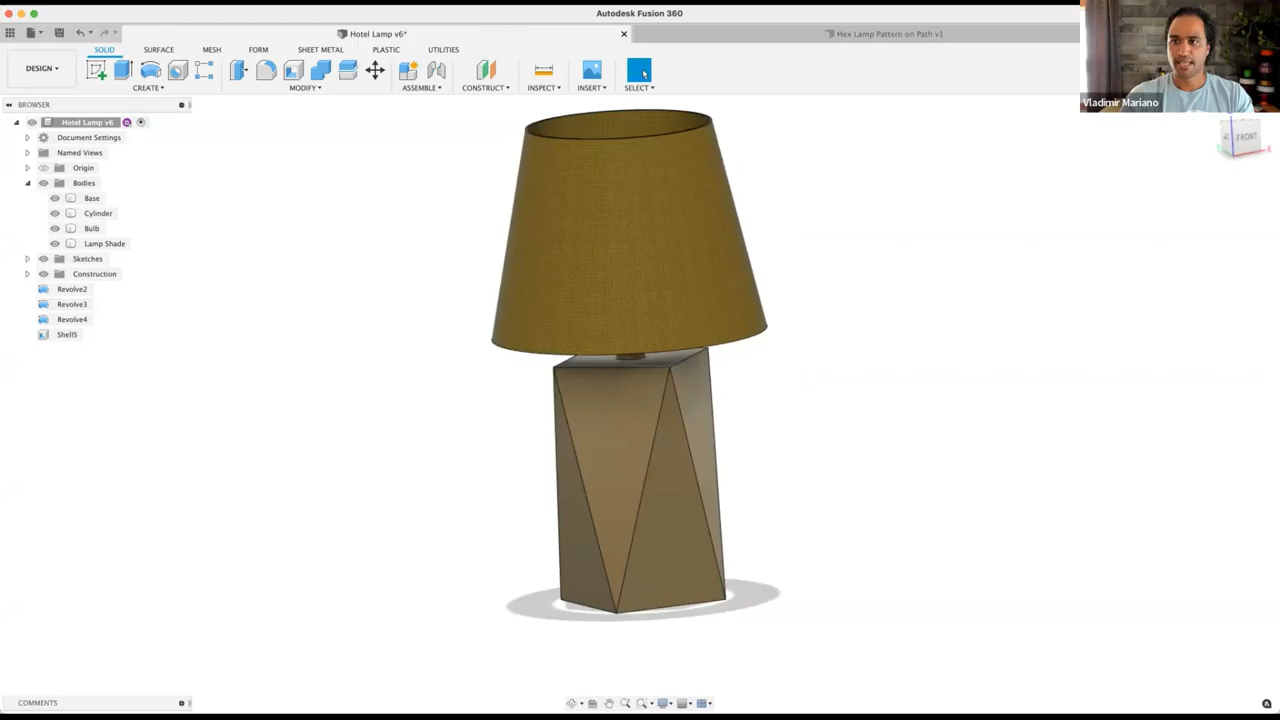 Autodesk Fusion 360
Hotel Lamp v6*
Hex Lamp Pattern on Path v1
DESIGN
SOLID
SURFACE
MESH
FORM
SHEET METAL
PLASTIC
UTILITIES
CREATE
MODIFY
ASSEMBLE
CONSTRUCT
INSPECT
INSERT
SELECT
Vladimir Mariano
FRONT
BROWSER
Hotel Lamp v6
Document Settings
Named Views
Origin
Bodies
Base
Cylinder
Bulb
Lamp Shade
Sketches
Construction
Revolve2
Revolve3
Revolve4
Shell5
X
COMMENTS